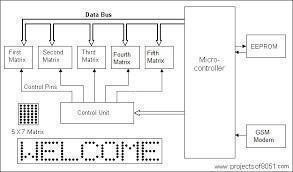 Data Bus
First Matrix
Second Matrix
Third Matrix
Fourth Matrix
Fifth Matrix
Micro-
controller
EEPROM
Control Pins
Control Unit
5 X 7 Matrix
GSM
Modem
WELCOME
www.projectsof8051.com